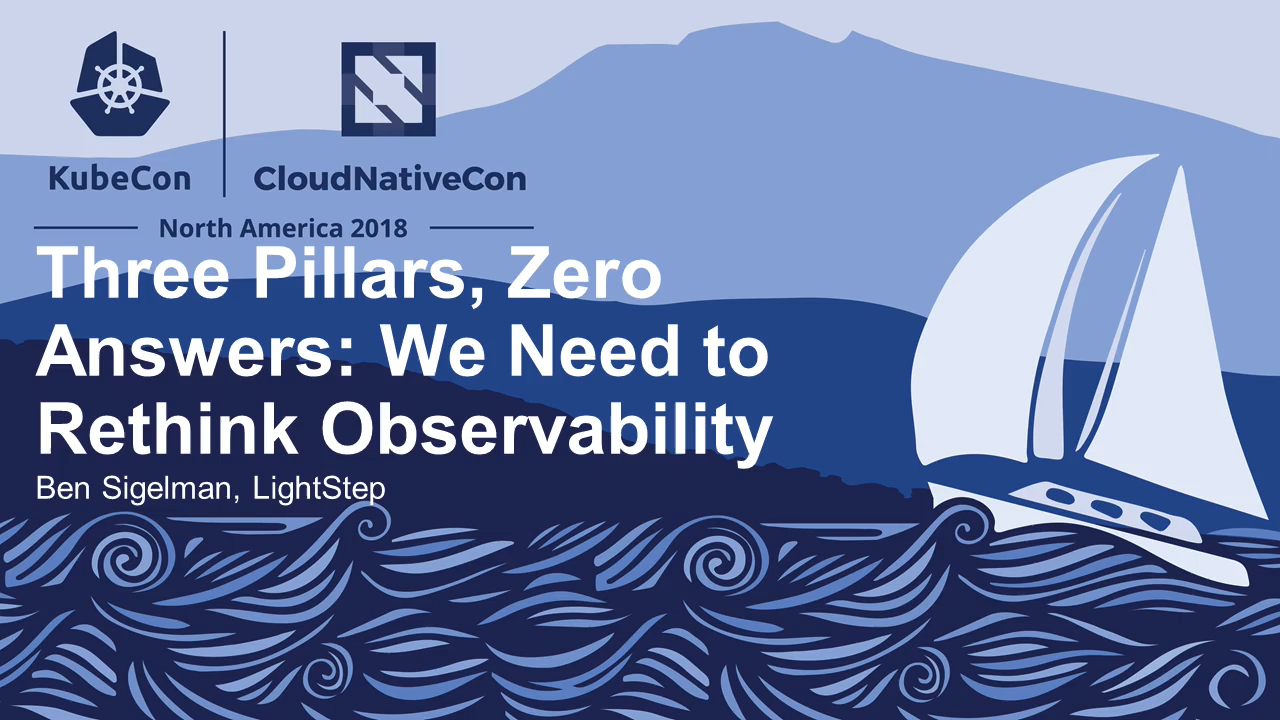 KubeCon
CloudNativeCon
North America 2018
Three Pillars, Zero
Answers: We Need to
Rethink Observability
Ben Sigelman, LightStep